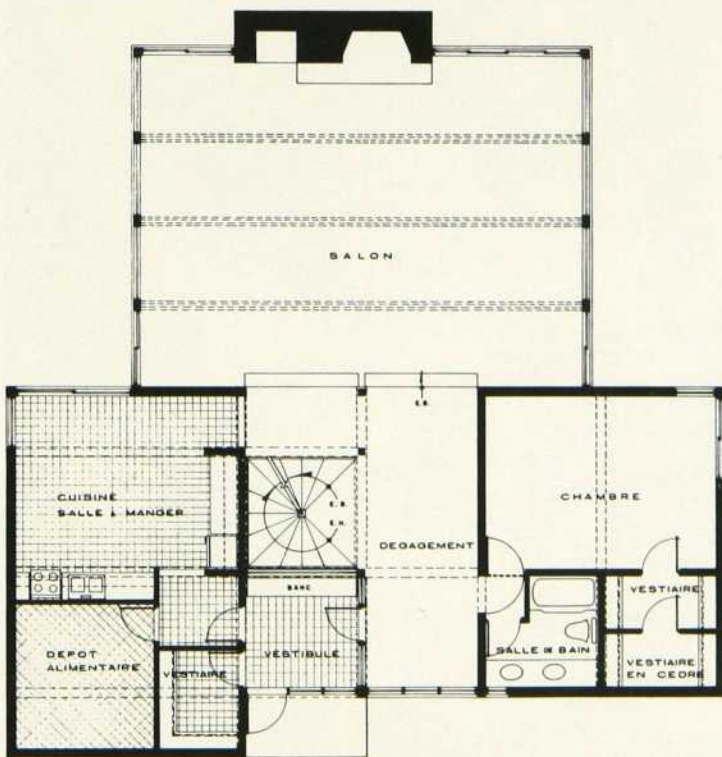 SALON
E.B.
CUISINE
SALLE À MANGER
E.B.
E.H.
CHAMBRE
DEGAGEMENT
BANC
VESTIAIRE
DEPOT
ALIMENTAIRE
VESTIBULE
SALLE DE BAIN
VESTIAIRE
VESTIAIRE
EN CEDRE